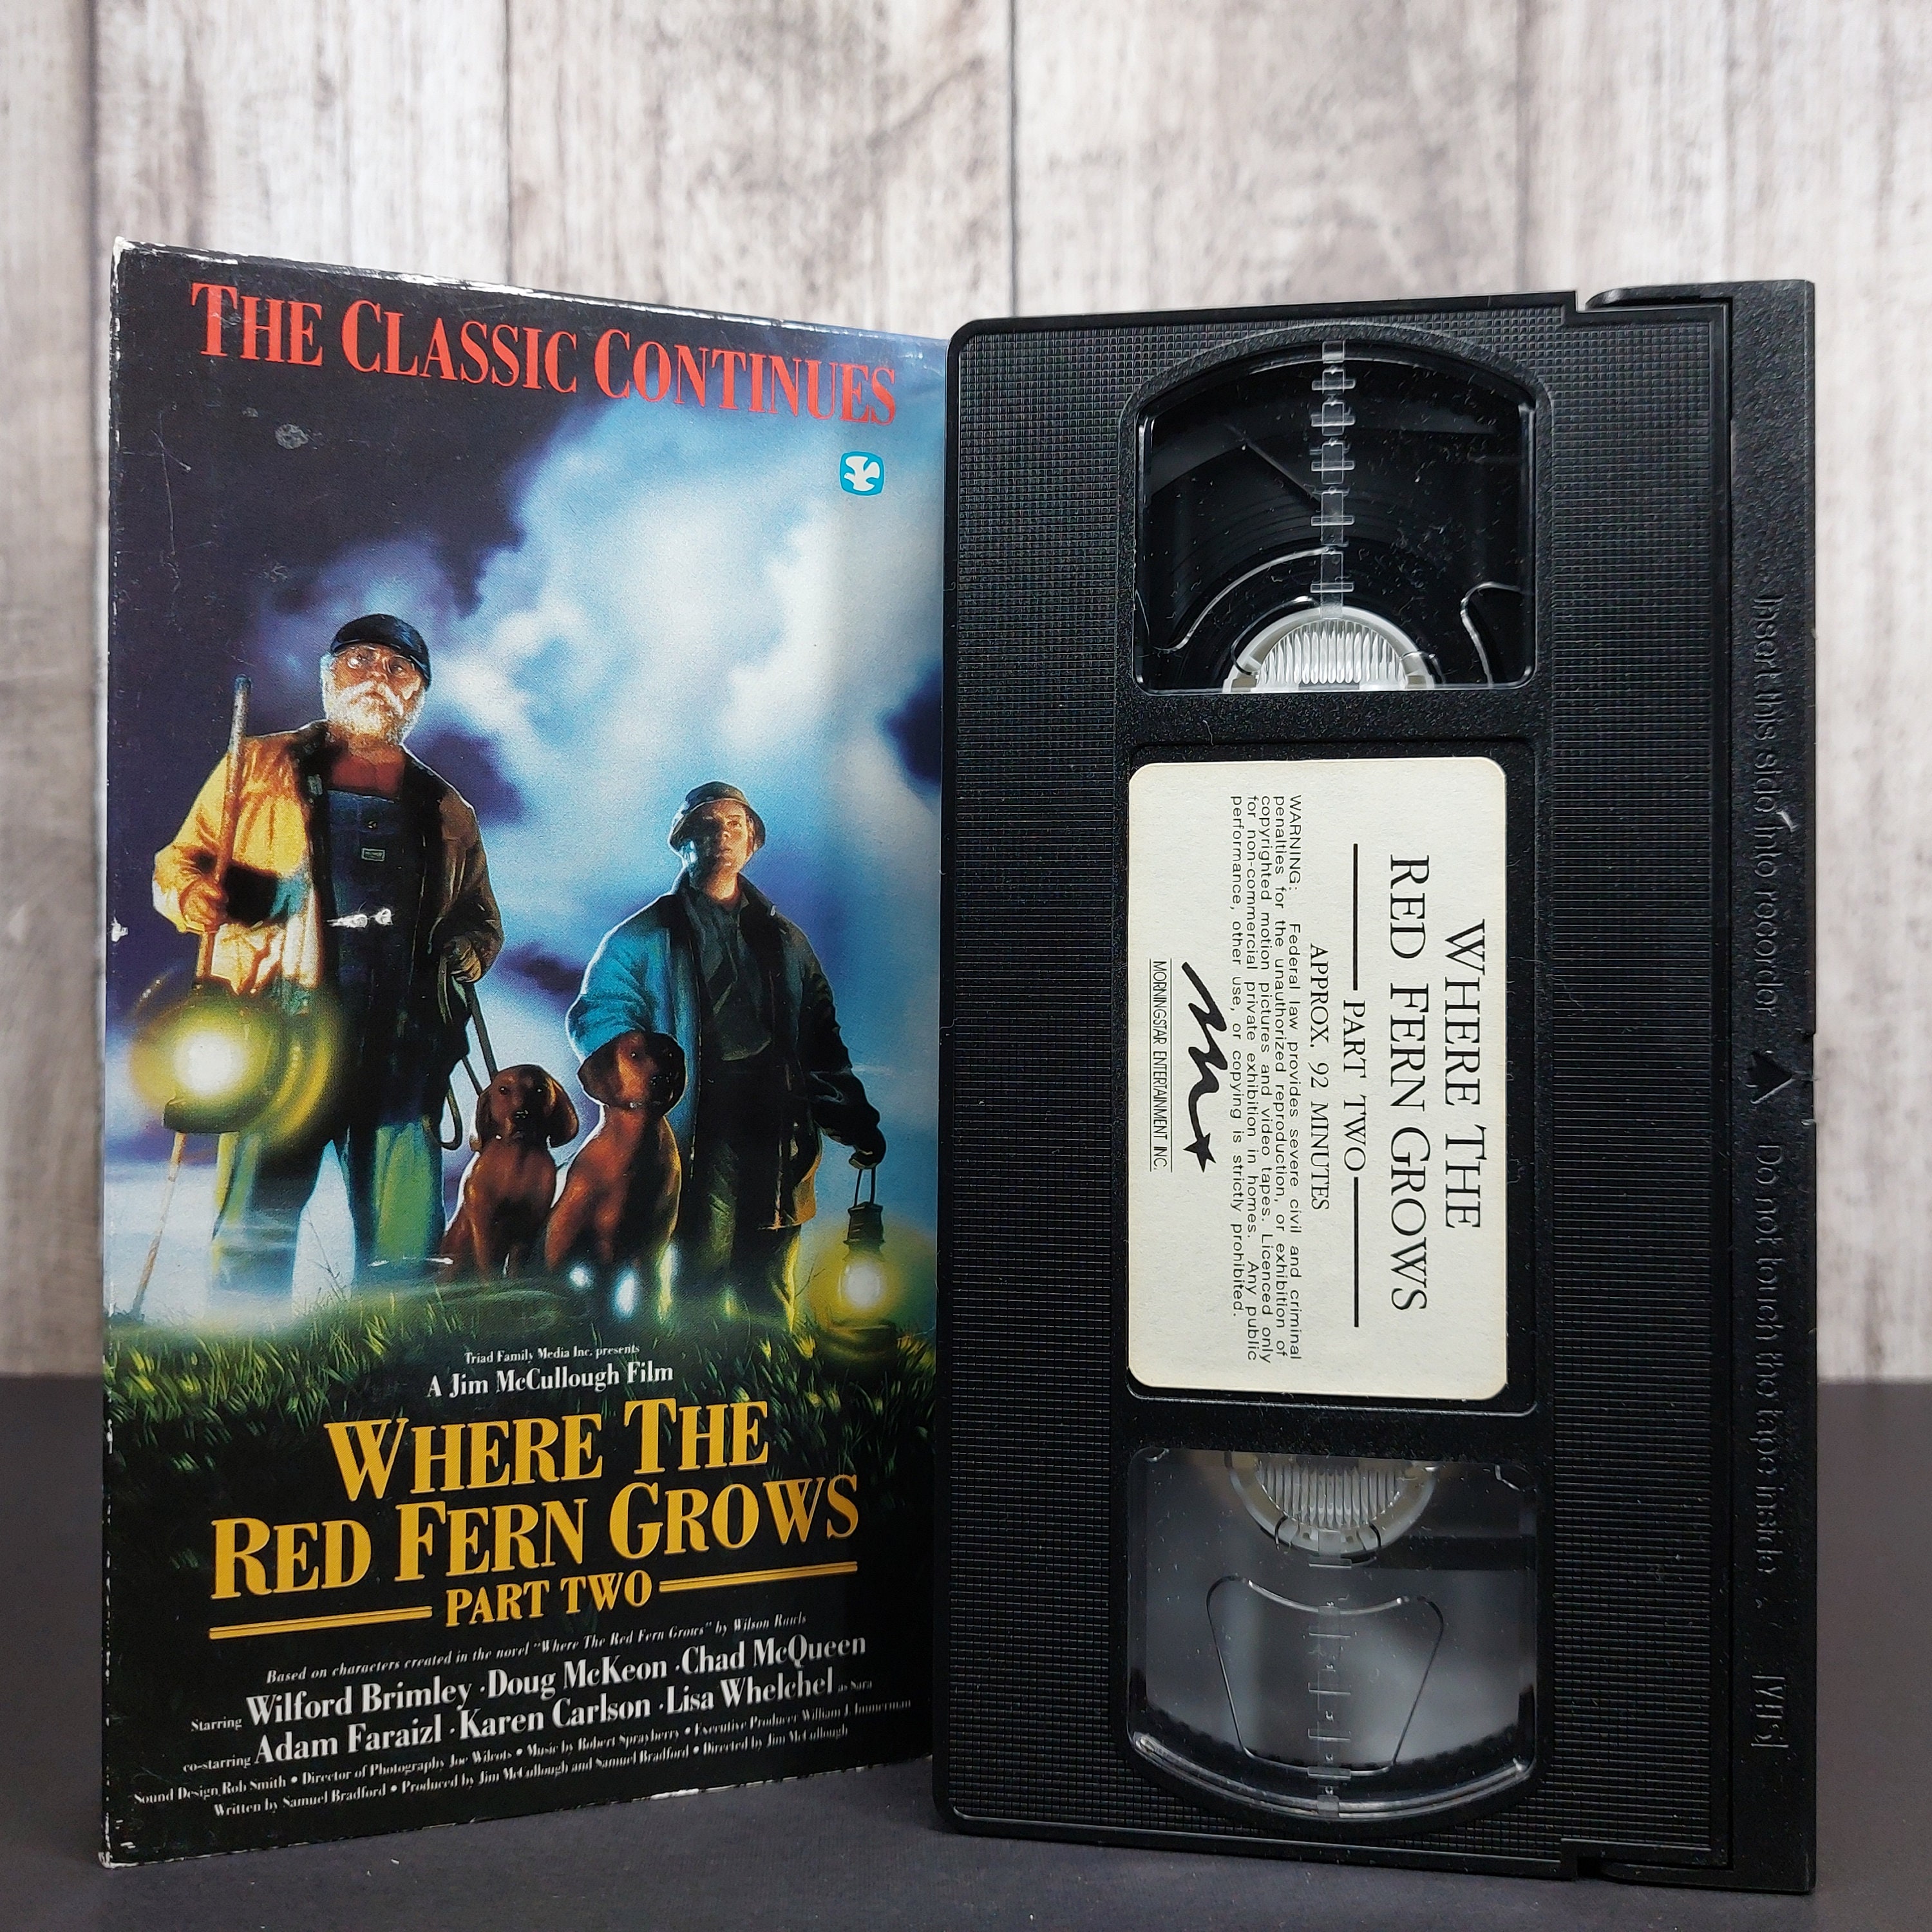 THE CLASSIC CONTINUES
Triad Family Media Inc. presents
A Jim McCullough Film
WHERE THE
RED FERN GROWS
PART TWO
Based on characters created in the novel "Where The Red Fern Grows" by Wilson Rawls
Starring Wilford Brimley · Doug McKeon · Chad McQueen
co-starring Adam Faraizl · Karen Carlson · Lisa Whelchel as Sara
Sound Design Rob Smith • Director of Photography Joe Wilcots • Music by Robert Sprayberry • Executive Producer William J. Immerman
Written by Samuel Bradford • Produced by Jim McCullough and Samuel Bradford • Directed by Jim McCullough
WHERE THE
RED FERN GROWS
PART TWO
APPROX. 92 MINUTES
WARNING: Federal law provides severe civil and criminal
penalties for the unauthorized reproduction, or exhibition of
copyrighted motion pictures and video tapes. Licenced only
for non-commercial private exhibition in homes. Any public
performance, other use, or copying is strictly prohibited.
MORNINGSTAR ENTERTAINMENT INC.
Insert this side into recorder
Do not touch the tape inside
VHS